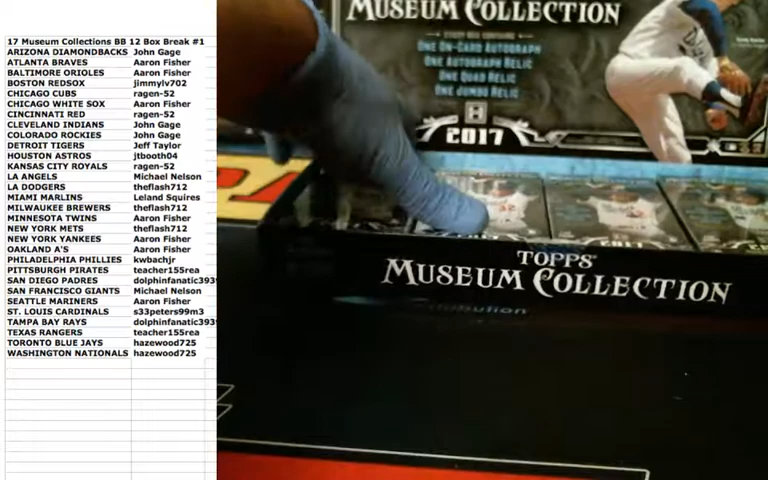 17 Museum Collections BB 12 Box Break #1
ARIZONA DIAMONDBACKS John Gage
ATLANTA BRAVES Aaron Fisher
BALTIMORE ORIOLES Aaron Fisher
BOSTON REDSOX jimmylv702
CHICAGO CUBS ragen-52
CHICAGO WHITE SOX Aaron Fisher
CINCINNATI RED ragen-52
CLEVELAND INDIANS John Gage
COLORADO ROCKIES John Gage
DETROIT TIGERS Jeff Taylor
HOUSTON ASTROS jtbooth04
KANSAS CITY ROYALS ragen-52
LA ANGELS Michael Nelson
LA DODGERS theflash712
MIAMI MARLINS Leland Squires
MILWAUKEE BREWERS theflash712
MINNESOTA TWINS Aaron Fisher
NEW YORK METS theflash712
NEW YORK YANKEES Aaron Fisher
OAKLAND A'S Aaron Fisher
PHILADELPHIA PHILLIES kwbachjr
PITTSBURGH PIRATES teacher155rea
SAN DIEGO PADRES dolphinfanatic393
SAN FRANCISCO GIANTS Michael Nelson
SEATTLE MARINERS Aaron Fisher
ST. LOUIS CARDINALS s33peters99m3
TAMPA BAY RAYS dolphinfanatic393
TEXAS RANGERS teacher155rea
TORONTO BLUE JAYS hazewood725
WASHINGTON NATIONALS hazewood725
MUSEUM COLLECTION
EVERY BOX CONTAINS
ONE ON-CARD AUTOGRAPH
ONE AUTOGRAPH RELIC
ONE QUAD RELIC
ONE JUMBO RELIC
2017
TOPPS
MUSEUM COLLECTION